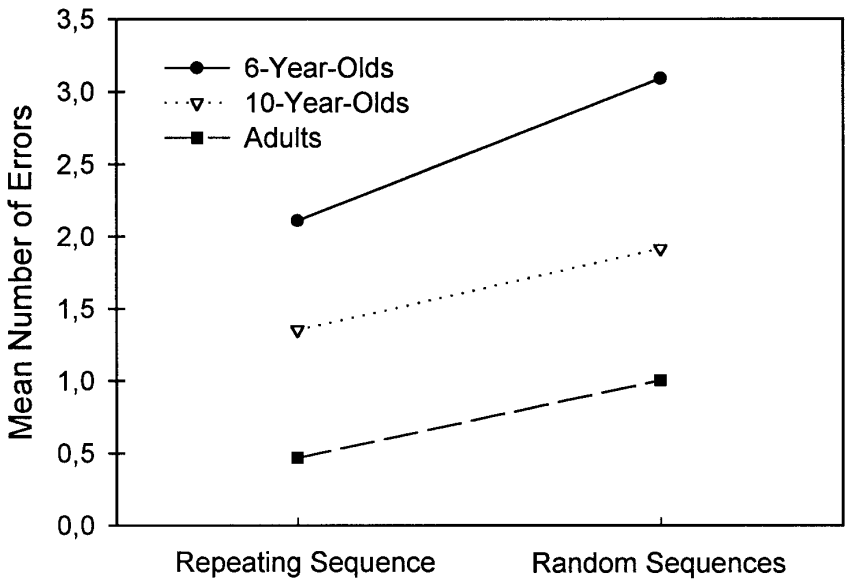 3,5
3,0
2,5
2,0
1,5
1,0
0,5
0,0
Mean Number of Errors
6-Year-Olds
10-Year-Olds
Adults
Repeating Sequence
Random Sequences